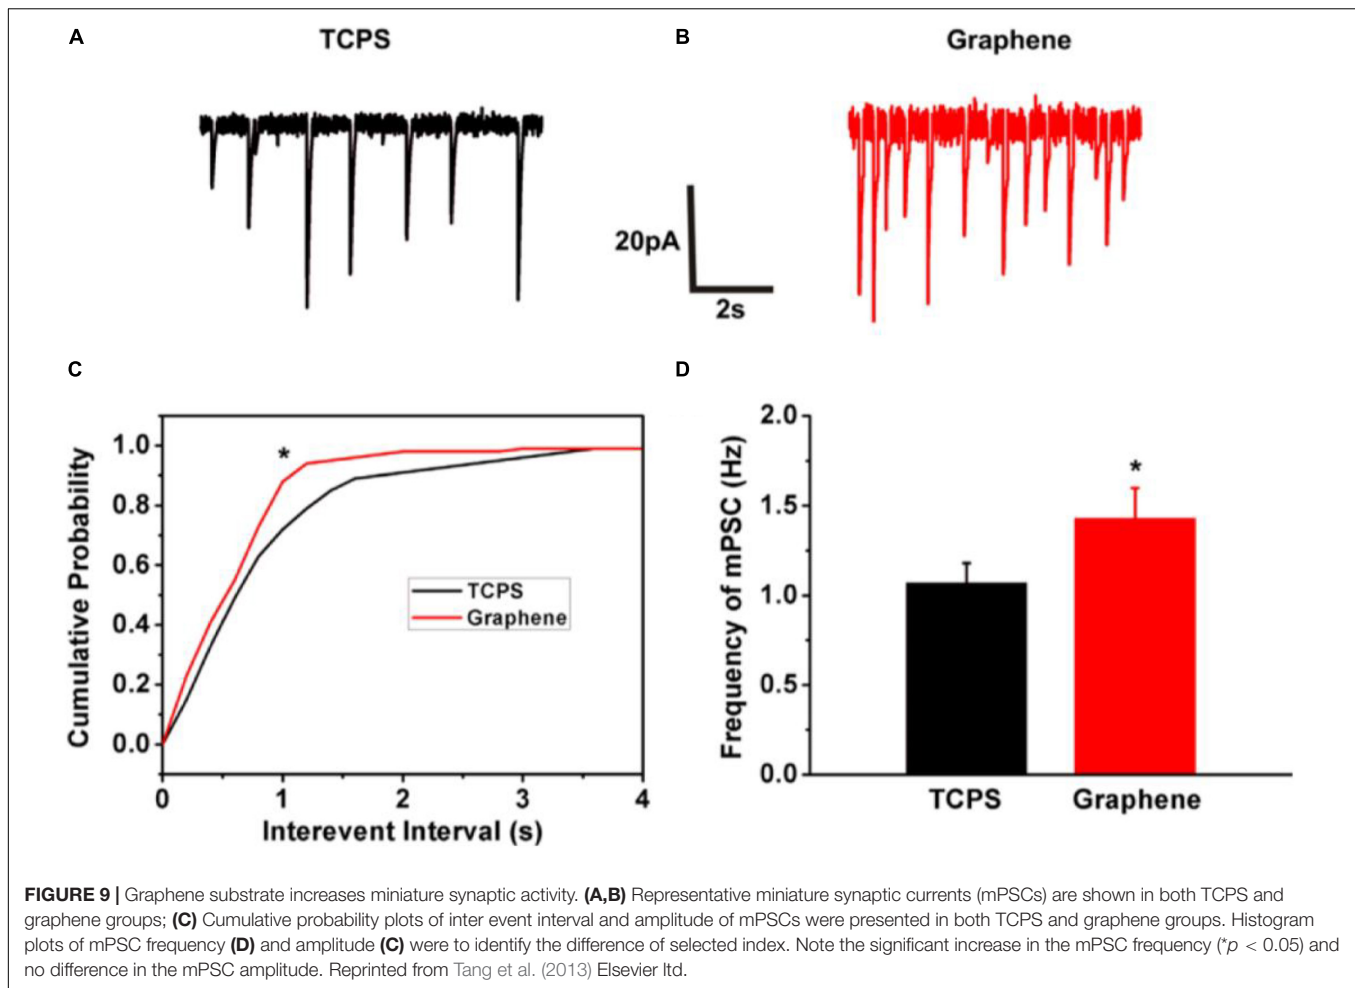 A
TCPS
B
Graphene
20pA
2s
C
Cumulative Probability
1.0
0.8
0.6
0.4
0.2
0.0
*
TCPS
Graphene
0 1 2 3 4
Interevent Interval (s)
D
Frequency of mPSC (Hz)
2.0
1.5
1.0
0.5
0.0
*
TCPS
Graphene
FIGURE 9 | Graphene substrate increases miniature synaptic activity. (A,B) Representative miniature synaptic currents (mPSCs) are shown in both TCPS and
graphene groups; (C) Cumulative probability plots of inter event interval and amplitude of mPSCs were presented in both TCPS and graphene groups. Histogram
plots of mPSC frequency (D) and amplitude (C) were to identify the difference of selected index. Note the significant increase in the mPSC frequency (*p < 0.05) and
no difference in the mPSC amplitude. Reprinted from Tang et al. (2013) Elsevier ltd.